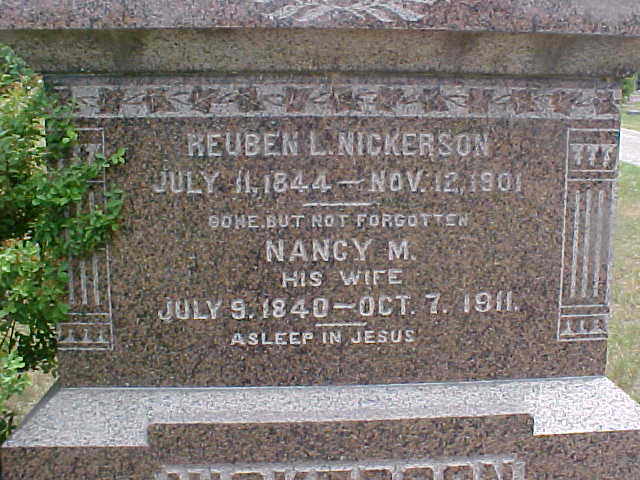 REUBEN L. NICKERSON
JULY 11, 1844 — NOV. 12, 1901
GONE, BUT NOT FORGOTTEN
NANCY M.
HIS WIFE
JULY 9, 1840 — OCT. 7, 1911.
ASLEEP IN JESUS
NICKERSON